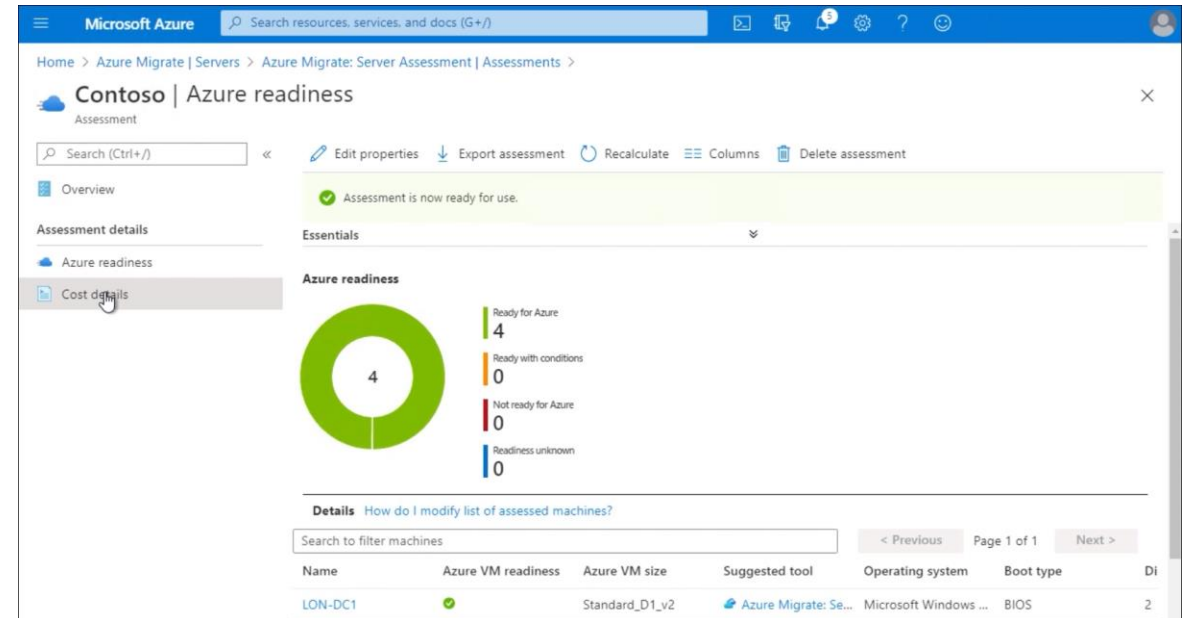 Microsoft Azure Search resources, services, and docs (G+/) 5
Home > Azure Migrate | Servers > Azure Migrate: Server Assessment | Assessments >
Contoso | Azure readiness
Assessment
Search (Ctrl+/) « Edit properties Export assessment Recalculate Columns Delete assessment
Overview
Assessment is now ready for use.
Assessment details
Essentials
Azure readiness
Cost details
Azure readiness
4
Ready for Azure
4
Ready with conditions
0
Not ready for Azure
0
Readiness unknown
0
Details How do I modify list of assessed machines?
Search to filter machines < Previous Page 1 of 1 Next >
Name Azure VM readiness Azure VM size Suggested tool Operating system Boot type Di
LON-DC1 Standard_D1_v2 Azure Migrate: Se... Microsoft Windows ... BIOS 2